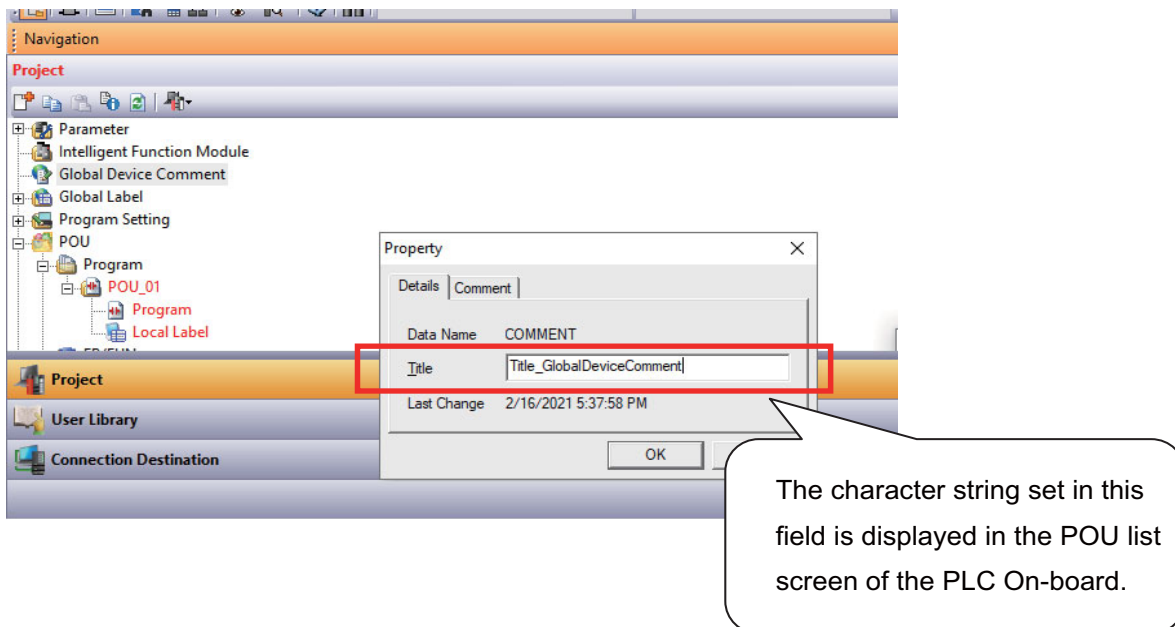 Navigation
Project
Parameter
Intelligent Function Module
Global Device Comment
Global Label
Program Setting
POU
Program
POU_01
Program
Local Label
Project
User Library
Connection Destination
Property
Details
Comment
Data Name COMMENT
Title Title_GlobalDeviceComment
Last Change 2/16/2021 5:37:58 PM
OK
The character string set in this
field is displayed in the POU list
screen of the PLC On-board.